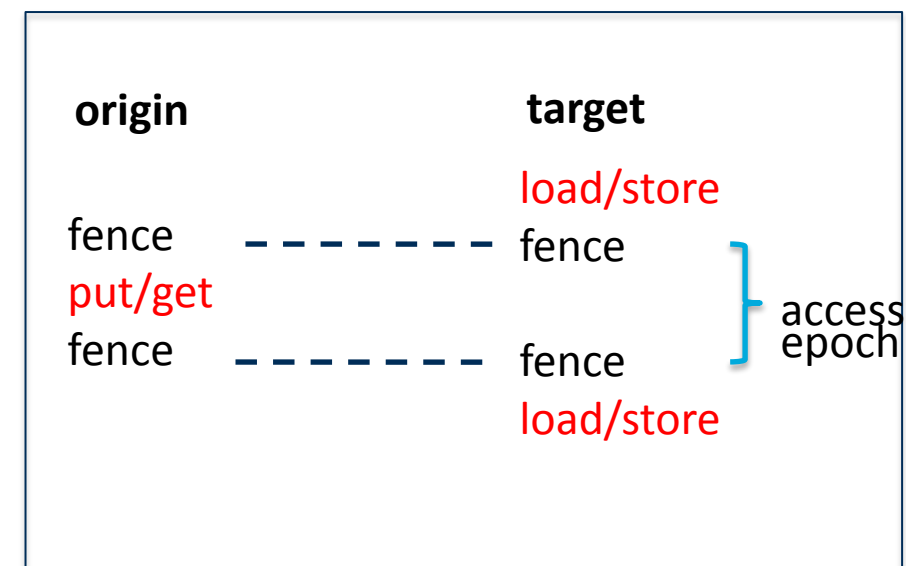 origin
target
load/store
fence
fence
put/get
access
epoch
fence
fence
load/store